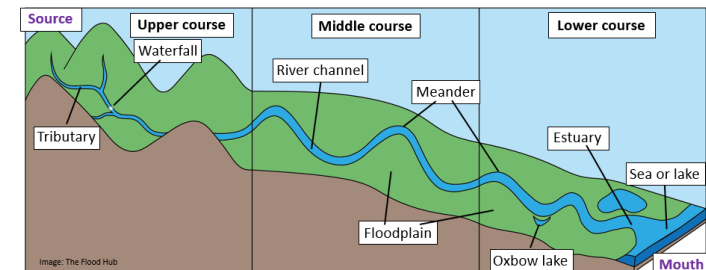 Source
Upper course
Middle course
Lower course
Waterfall
River channel
Meander
Tributary
Estuary
Sea or lake
Floodplain
Oxbow lake
Mouth
Image: The Flood Hub